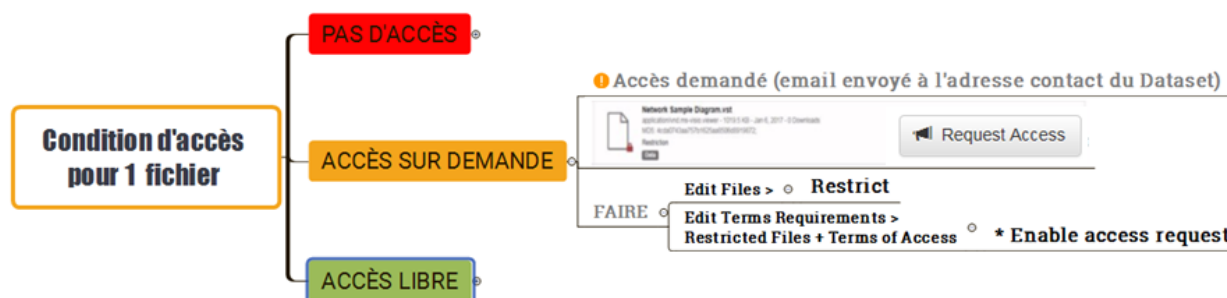 PAS D'ACCÈS
Accès demandé (email envoyé à l'adresse contact du Dataset)
Network Sample Diagram.vst
Restriction
Data
Request Access
Condition d'accès
pour 1 fichier
ACCÈS SUR DEMANDE
Edit Files > Restrict
FAIRE
Edit Terms Requirements >
Restricted Files + Terms of Access * Enable access request
ACCÈS LIBRE